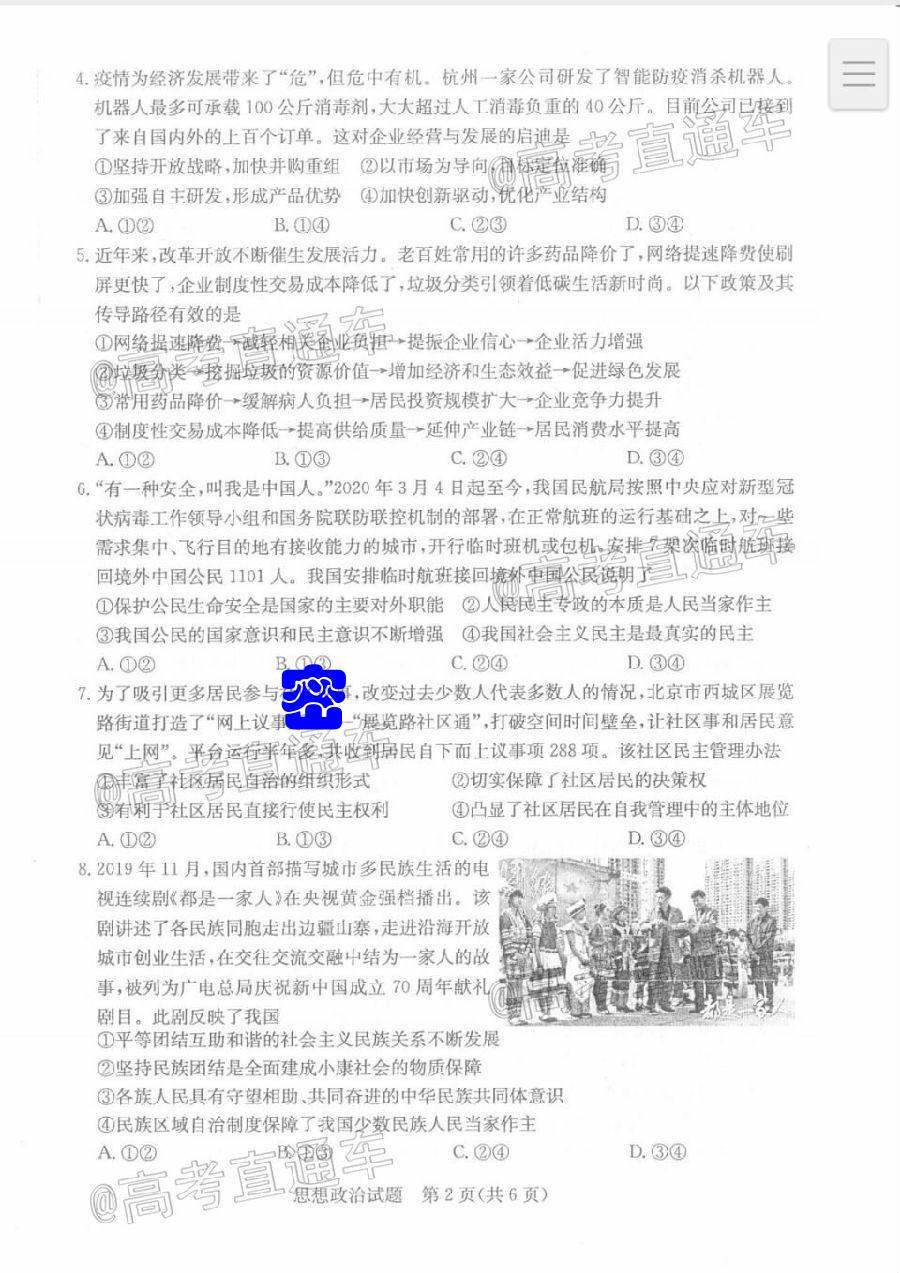 4. 疫情为经济发展带来了“危”，但危中有机。杭州一家公司研发了智能防疫消杀机器人。
机器人最多可承载 100 公斤消毒剂，大大超过人工消毒负重的 40 公斤。目前公司已接到
了来自国内外的上百个订单。这对企业经营与发展的启迪是
①坚持开放战略，加快并购重组 ②以市场为导向，目标定位准确
③加强自主研发，形成产品优势 ④加快创新驱动，优化产业结构
A. ①② B. ①④ C. ②③ D. ③④
@高考直通车
5. 近年来，改革开放不断催生发展活力。老百姓常用的许多药品降价了，网络提速降费使刷
屏更快了，企业制度性交易成本降低了，垃圾分类引领着低碳生活新时尚。以下政策及其
传导路径有效的是
①网络提速降费→减轻相关企业负担→提振企业信心→企业活力增强
②垃圾分类→挖掘垃圾的资源价值→增加经济和生态效益→促进绿色发展
③常用药品降价→缓解病人负担→居民投资规模扩大→企业竞争力提升
④制度性交易成本降低→提高供给质量→延伸产业链→居民消费水平提高
A. ①② B. ①③ C. ②④ D. ③④
@高考直通车
6. “有一种安全，叫我是中国人。”2020 年 3 月 4 日起至今，我国民航局按照中央应对新型冠
状病毒工作领导小组和国务院联防联控机制的部署，在正常航班的运行基础之上，对一些
需求集中、飞行目的地有接收能力的城市，开行临时班机或包机、安排 架次临时航班接
回境外中国公民 1101 人。我国安排临时航班接回境外中国公民说明了
①保护公民生命安全是国家的主要对外职能 ②人民民主专政的本质是人民当家作主
③我国公民的国家意识和民主意识不断增强 ④我国社会主义民主是最真实的民主
A. ①② B. ①③ C. ②④ D. ③④
@高考直通车
7. 为了吸引更多居民参与 事，改变过去少数人代表多数人的情况，北京市西城区展览
路街道打造了“网上议事 —“展览路社区通”，打破空间时间壁垒，让社区事和居民意
见“上网”。平台运行半年多，共收到居民自下而上议事项 288 项。该社区民主管理办法
①丰富了社区居民自治的组织形式 ②切实保障了社区居民的决策权
③有利于社区居民直接行使民主权利 ④凸显了社区居民在自我管理中的主体地位
A. ①② B. ①③ C. ②④ D. ③④
@高考直通车
8. 2019 年 11 月，国内首部描写城市多民族生活的电
视连续剧《都是一家人》在央视黄金强档播出。该
剧讲述了各民族同胞走出边疆山寨，走进沿海开放
城市创业生活，在交往交流交融中结为一家人的故
事，被列为广电总局庆祝新中国成立 70 周年献礼
剧目。此剧反映了我国
都是一家人
@高考直通车
①平等团结互助和谐的社会主义民族关系不断发展
②坚持民族团结是全面建成小康社会的物质保障
③各族人民具有守望相助、共同奋进的中华民族共同体意识
④民族区域自治制度保障了我国少数民族人民当家作主
A. ①② B. ①③ C. ②④ D. ③④
@高考直通车
思想政治试题 第 2 页（共 6 页）